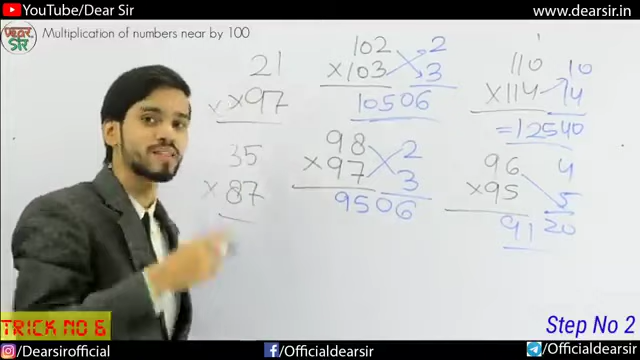 YouTube/Dear Sir
www.dearsir.in
डियर
SIR
Multiplication of numbers near by 100
21
××97
35
×87
102 2
×103 3
10506
98 2
×97 3
9506
1
110 10
×114 14
=12540
96 4
×95 5
91 20
TRICK NO 6
Step No 2
/Dearsirofficial
/Officialdearsir
/Officialdearsir